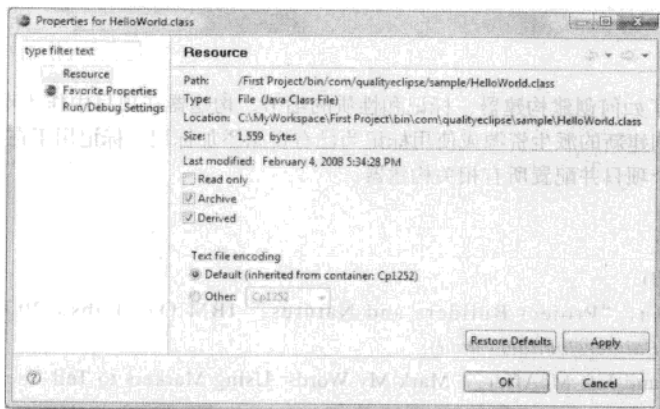 Properties for HelloWorld.class
type filter text
Resource
Favorite Properties
Run/Debug Settings
Resource
Path: /First Project/bin/com/qualityeclipse/sample/HelloWorld.class
Type: File (Java Class File)
Location: C:\MyWorkspace\First Project\bin\com\qualityeclipse\sample\HelloWorld.class
Size: 1,559 bytes
Last modified: February 4, 2008 5:34:28 PM
Read only
Archive
Derived
Text file encoding
Default (inherited from container: Cp1252)
Other: Cp1252
Restore Defaults Apply
OK Cancel